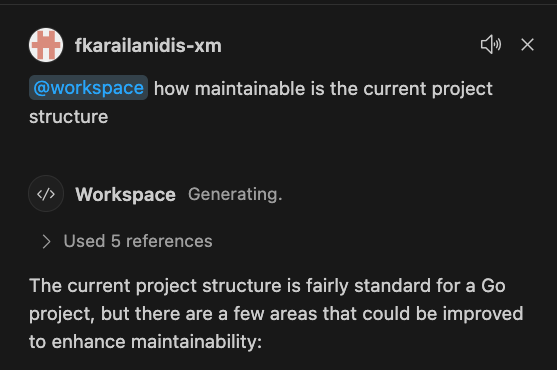 fkarailanidis-xm
@workspace how maintainable is the current project
structure
</> Workspace Generating.
> Used 5 references
The current project structure is fairly standard for a Go
project, but there are a few areas that could be improved
to enhance maintainability: